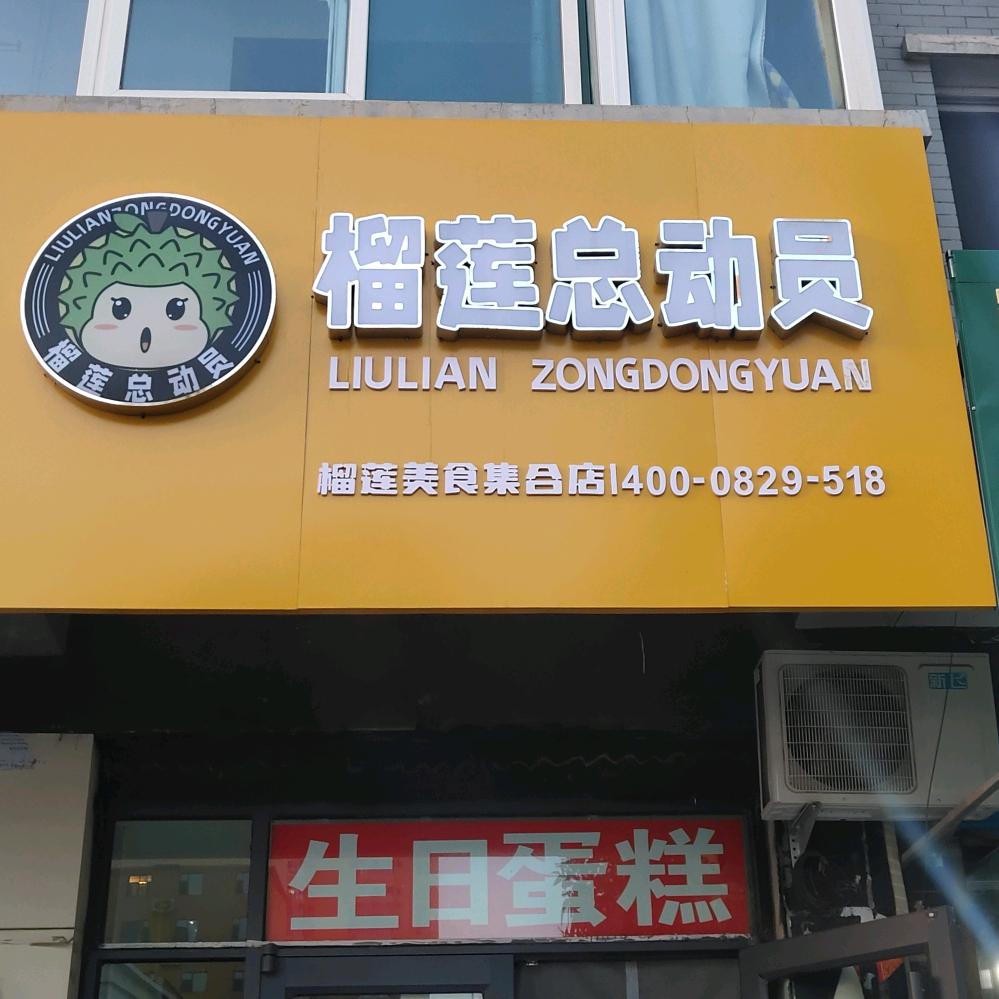 LIULIANZONGDONGYUAN
榴莲总动员
榴莲总动员
LIULIAN ZONGDONGYUAN
榴莲美食集合店|400-0829-518
新飞
生日蛋糕